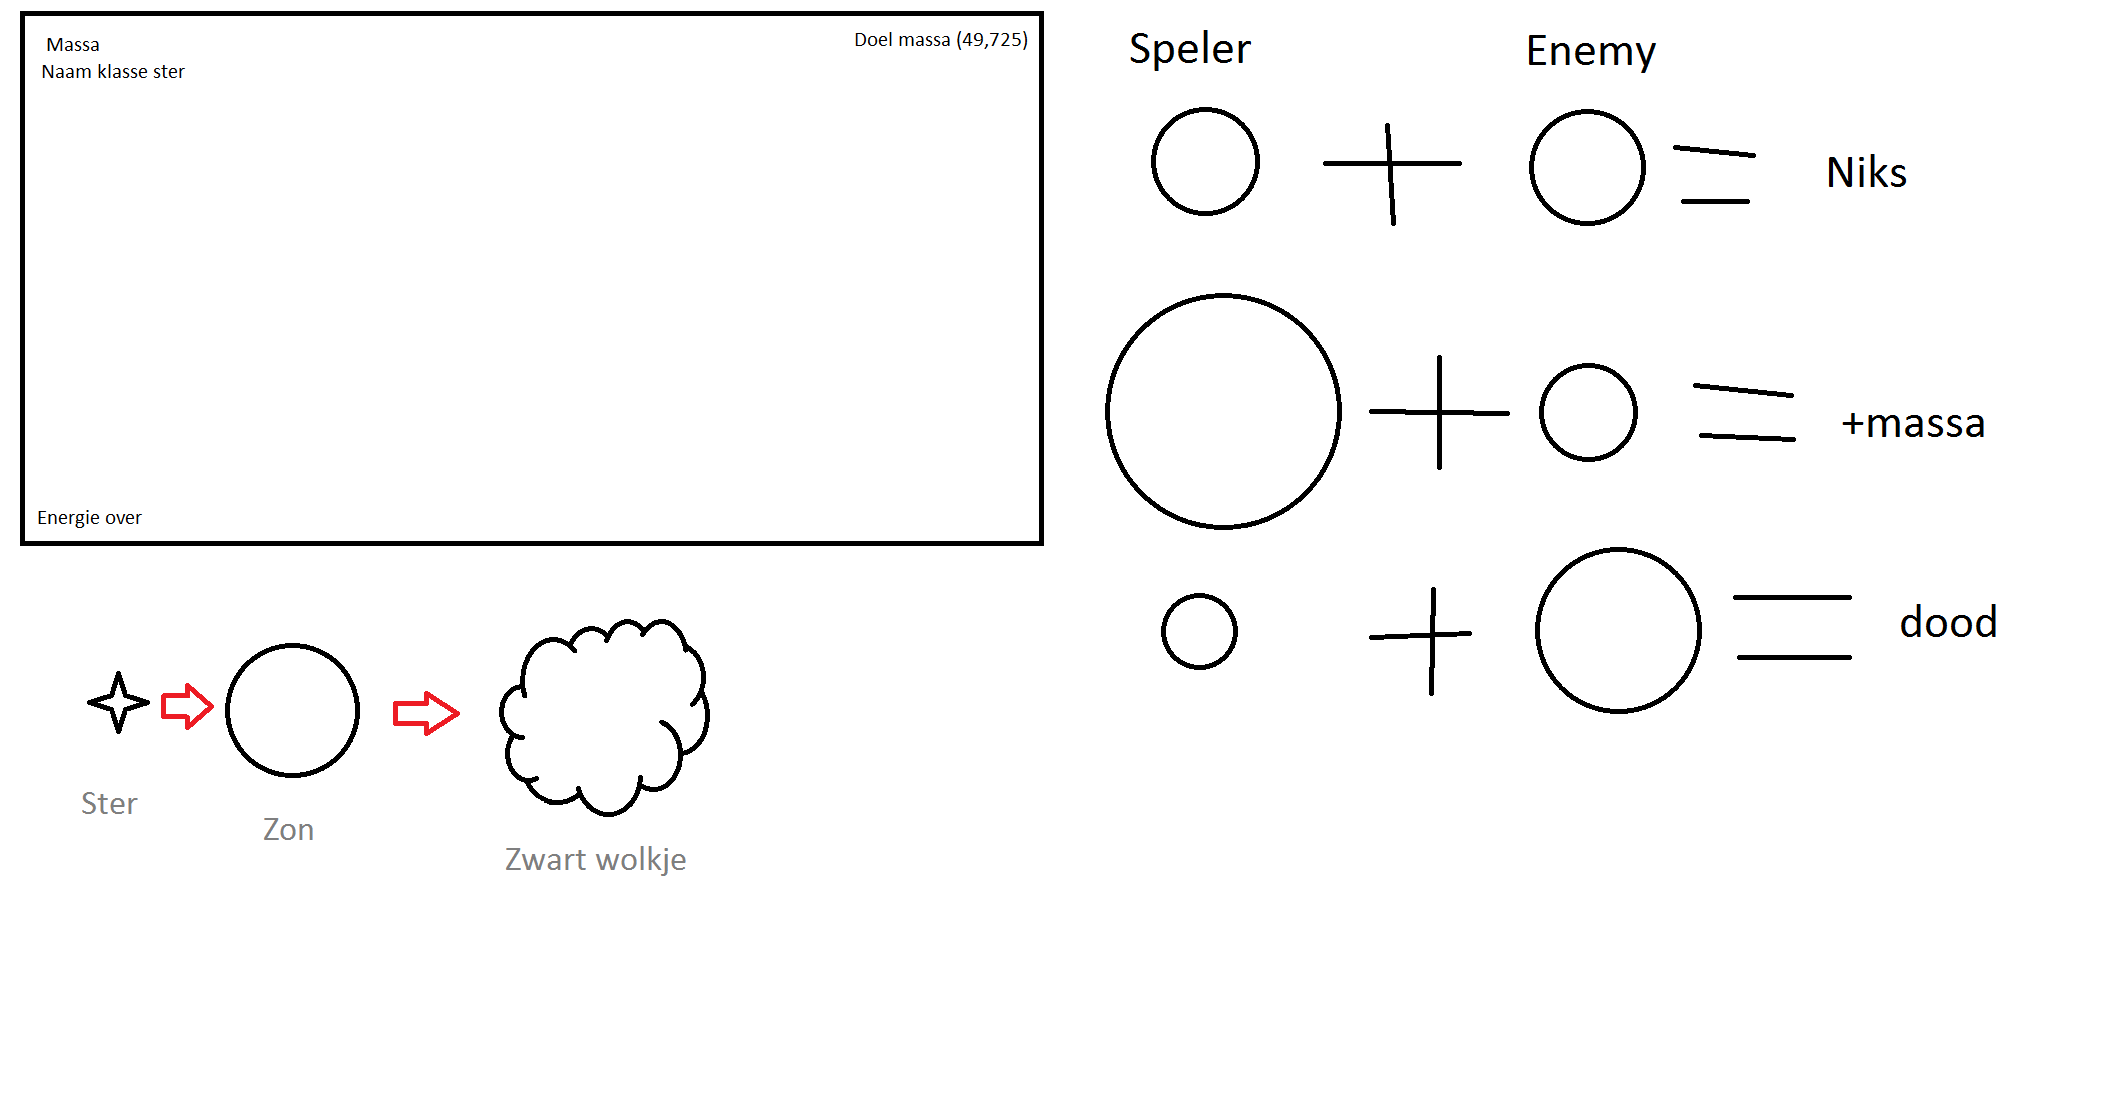 Massa
Naam klasse ster
Doel massa (49,725)
Energie over
Ster
Zon
Zwart wolkje
Speler
Enemy
Niks
+massa
dood